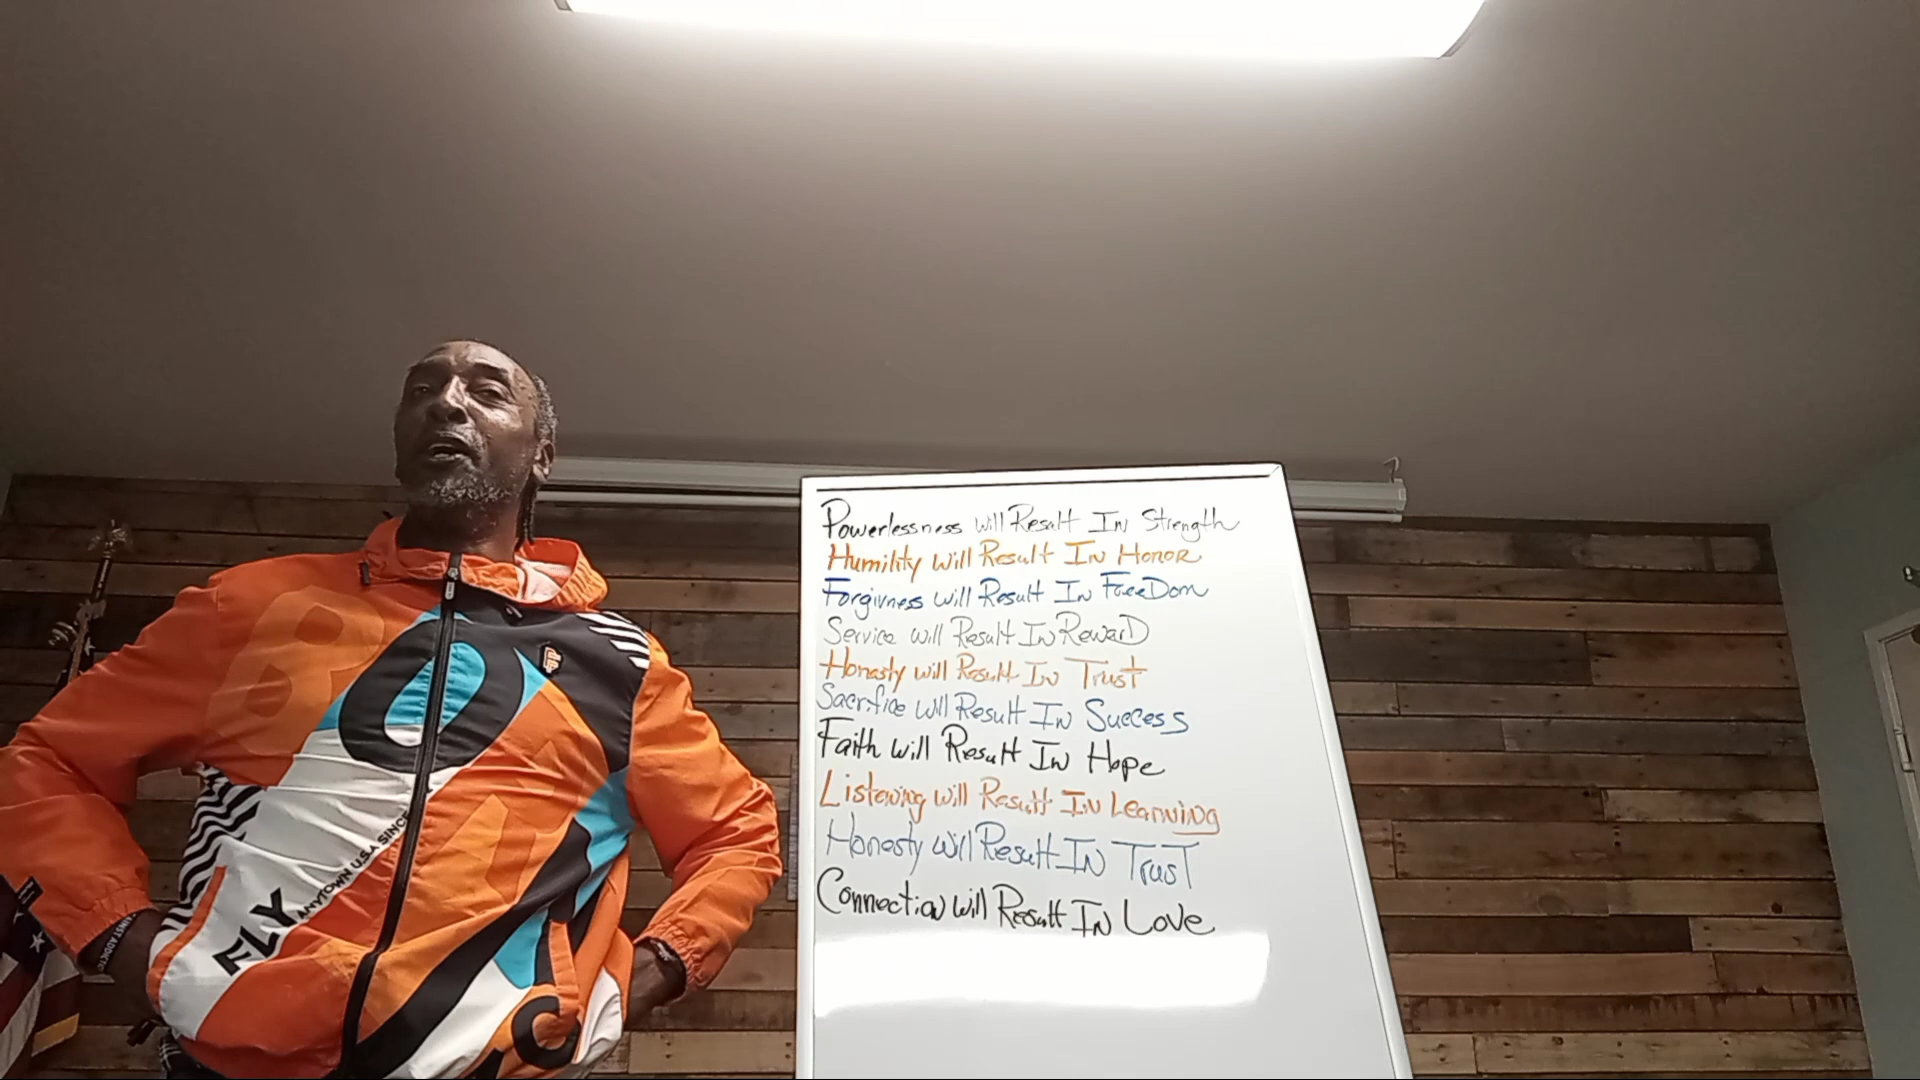 Powerlessness will Result In Strength
Humility Will Result In Honor
Forgivness will Result In FreeDom
Service will Result In RewarD
Honesty will Result In Trust
Sacrifice will Result In Success
Faith will Result In Hope
Listening will Result In Learning
Honesty Will Result In Trust
Connection will Result In Love
FLY
ANYTOWN U.S.A SINCE